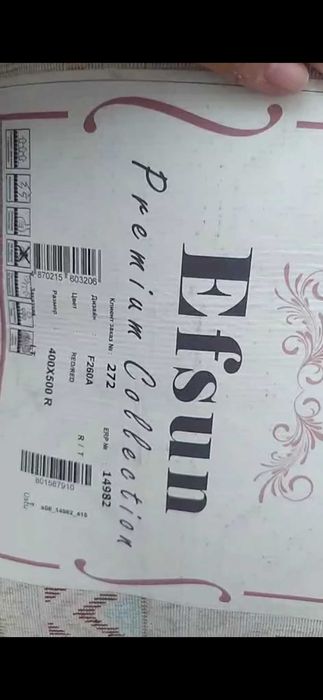 Efsun
Premium Collection
Клиент/Заказ №: 272 ERP № 14982
Дизайн F260A
Цвет RED/RED R / T
Размер 400X500 R
870215 603206
801587910